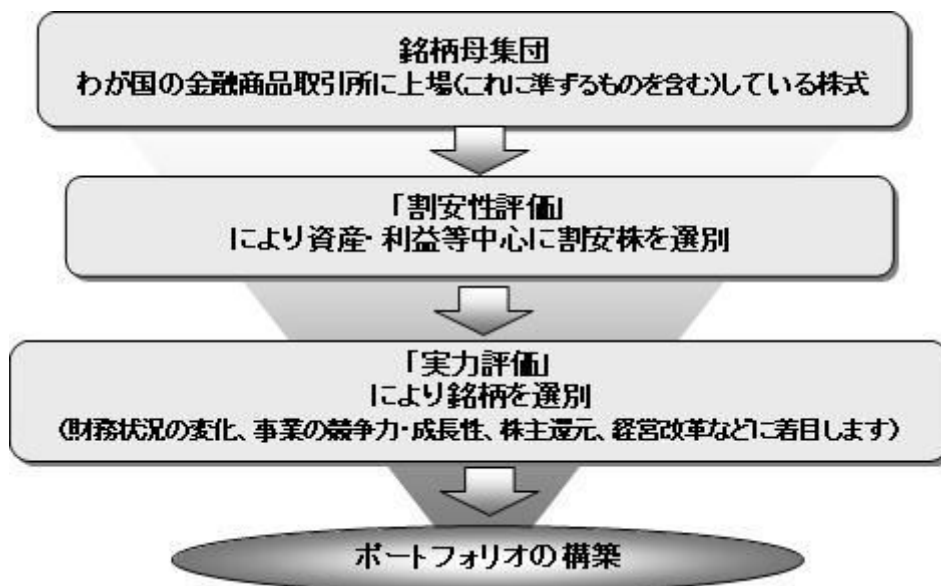 銘柄母集団
わが国の金融商品取引所に上場(これに準ずるものを含む)している株式
「割安性評価」
により資産・利益等中心に割安株を選別
「実力評価」
により銘柄を選別
(財務状況の変化、事業の競争力・成長性、株主還元、経営改革などに着目します)
ポートフォリオの構築